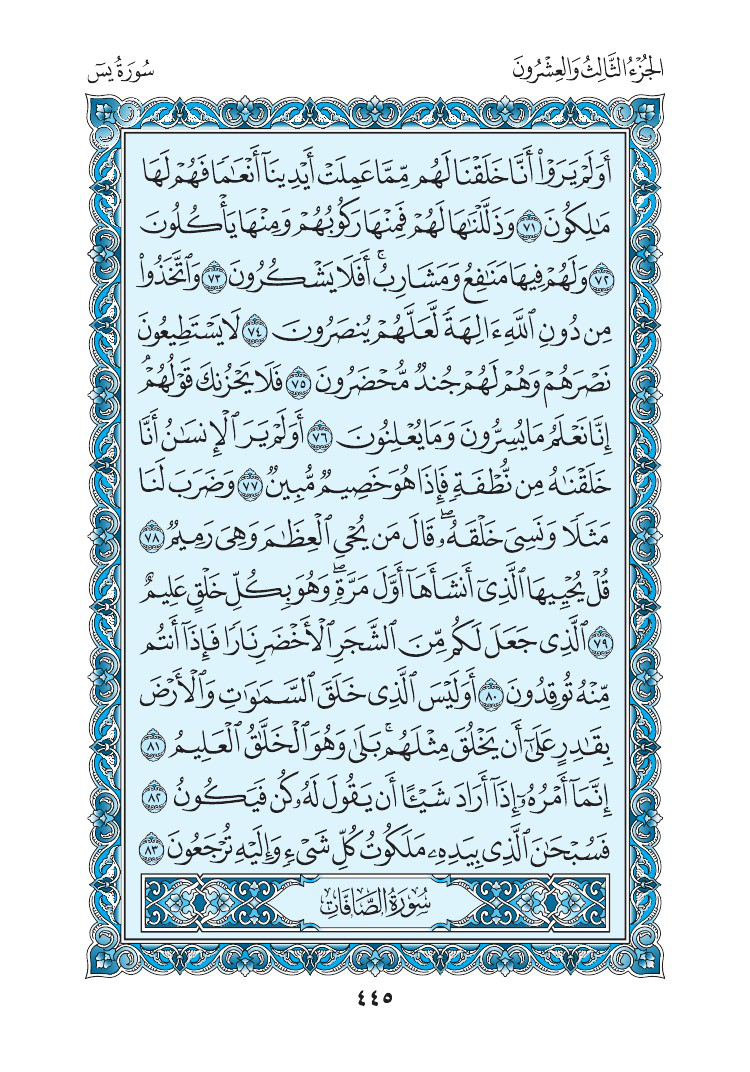 الجُزْءُ الثَّالِثُ وَالعِشْرُونَ
سُورَةُ يسٓ
أَوَلَمْ يَرَوْا۟ أَنَّا خَلَقْنَا لَهُم مِّمَّا عَمِلَتْ أَيْدِينَآ أَنْعَٰمًا فَهُمْ لَهَا
مَٰلِكُونَ ٧١ وَذَلَّلْنَٰهَا لَهُمْ فَمِنْهَا رَكُوبُهُمْ وَمِنْهَا يَأْكُلُونَ
٧٢ وَلَهُمْ فِيهَا مَنَٰفِعُ وَمَشَارِبُ ۚ أَفَلَا يَشْكُرُونَ ٧٣ وَٱتَّخَذُوا۟
مِن دُونِ ٱللَّهِ ءَالِهَةً لَّعَلَّهُمْ يُنصَرُونَ ٧٤ لَا يَسْتَطِيعُونَ
نَصْرَهُمْ وَهُمْ لَهُمْ جُندٌ مُّحْضَرُونَ ٧٥ فَلَا يَحْزُنكَ قَوْلُهُمْ ۘ
إِنَّا نَعْلَمُ مَا يُسِرُّونَ وَمَا يُعْلِنُونَ ٧٦ أَوَلَمْ يَرَ ٱلْإِنسَٰنُ أَنَّا
خَلَقْنَٰهُ مِن نُّطْفَةٍ فَإِذَا هُوَ خَصِيمٌ مُّبِينٌ ٧٧ وَضَرَبَ لَنَا
مَثَلًا وَنَسِىَ خَلْقَهُۥ ۖ قَالَ مَن يُحْىِ ٱلْعِظَٰمَ وَهِىَ رَمِيمٌ ٧٨
قُلْ يُحْيِيهَا ٱلَّذِىٓ أَنشَأَهَآ أَوَّلَ مَرَّةٍ ۖ وَهُوَ بِكُلِّ خَلْقٍ عَلِيمٌ
٧٩ ٱلَّذِى جَعَلَ لَكُم مِّنَ ٱلشَّجَرِ ٱلْأَخْضَرِ نَارًا فَإِذَآ أَنتُم
مِّنْهُ تُوقِدُونَ ٨٠ أَوَلَيْسَ ٱلَّذِى خَلَقَ ٱلسَّمَٰوَٰتِ وَٱلْأَرْضَ
بِقَٰدِرٍ عَلَىٰٓ أَن يَخْلُقَ مِثْلَهُم ۚ بَلَىٰ وَهُوَ ٱلْخَلَّٰقُ ٱلْعَلِيمُ ٨١
إِنَّمَآ أَمْرُهُۥٓ إِذَآ أَرَادَ شَيْـًٔا أَن يَقُولَ لَهُۥ كُن فَيَكُونُ ٨٢
فَسُبْحَٰنَ ٱلَّذِى بِيَدِهِۦ مَلَكُوتُ كُلِّ شَىْءٍ وَإِلَيْهِ تُرْجَعُونَ ٨٣
سُورَةُ الصَّافَّاتِ
٤٤٥